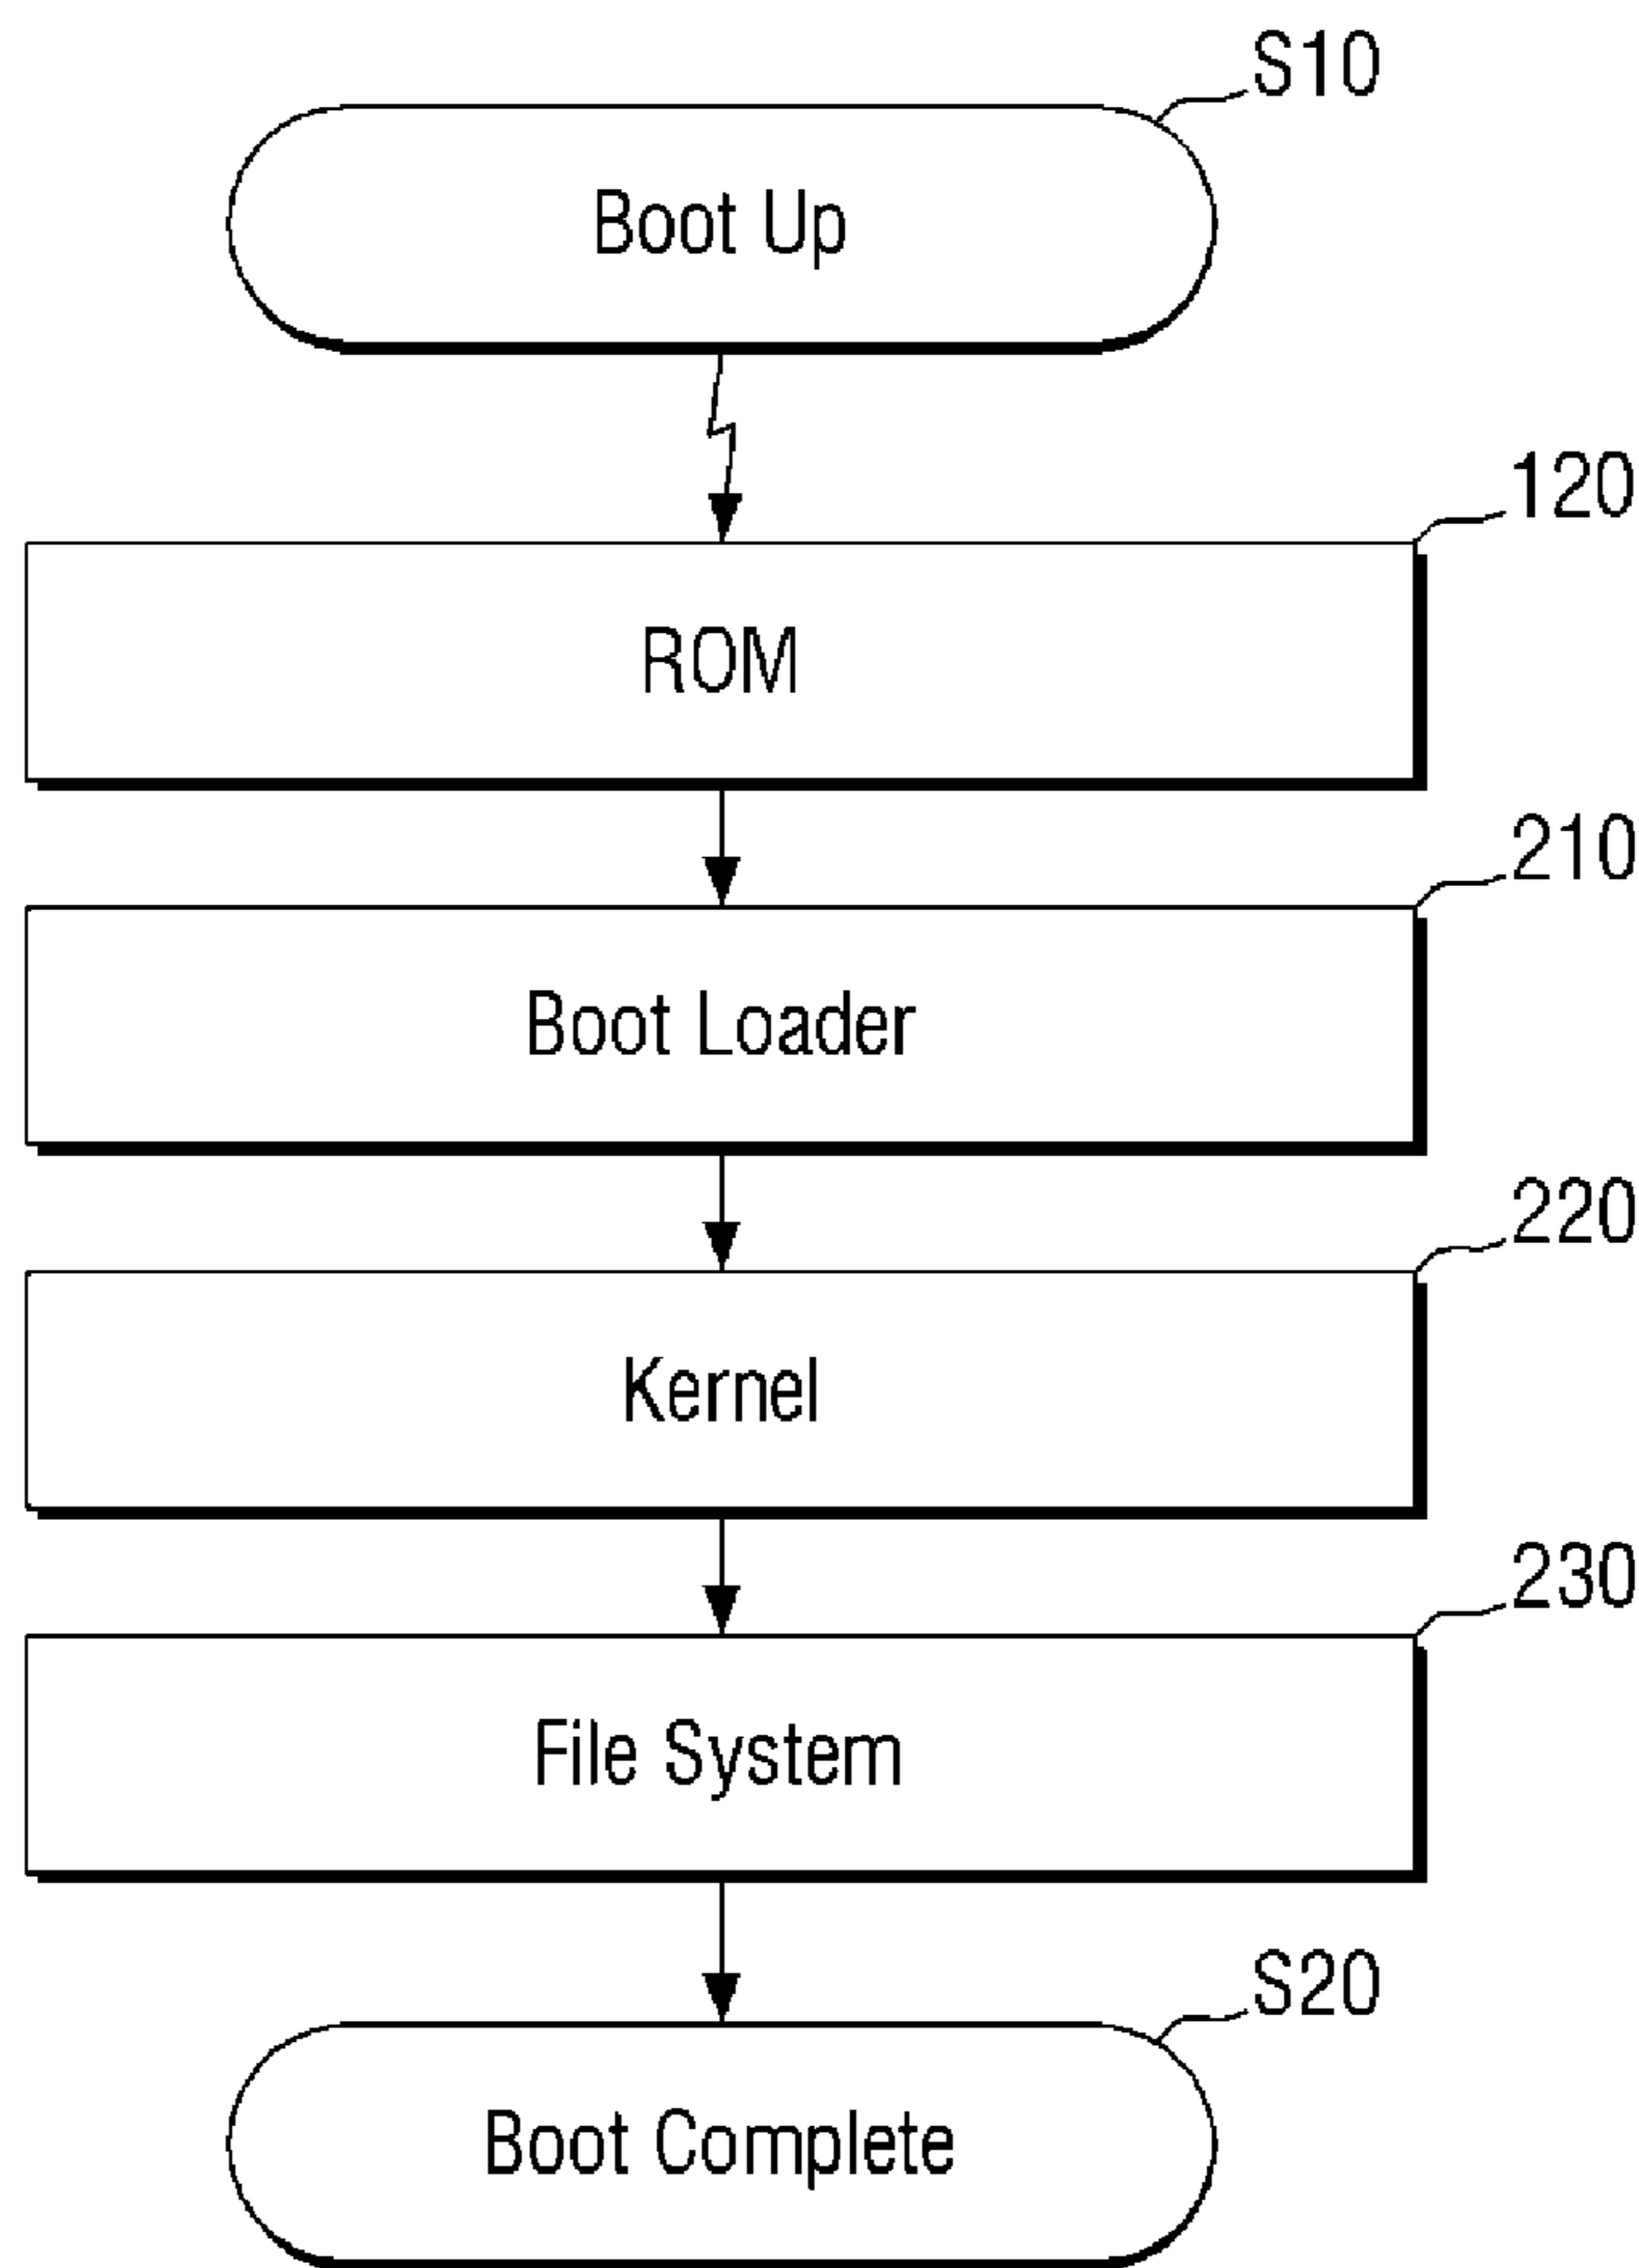 S10
Boot Up
120
ROM
210
Boot Loader
220
Kernel
230
File System
S20
Boot Complete